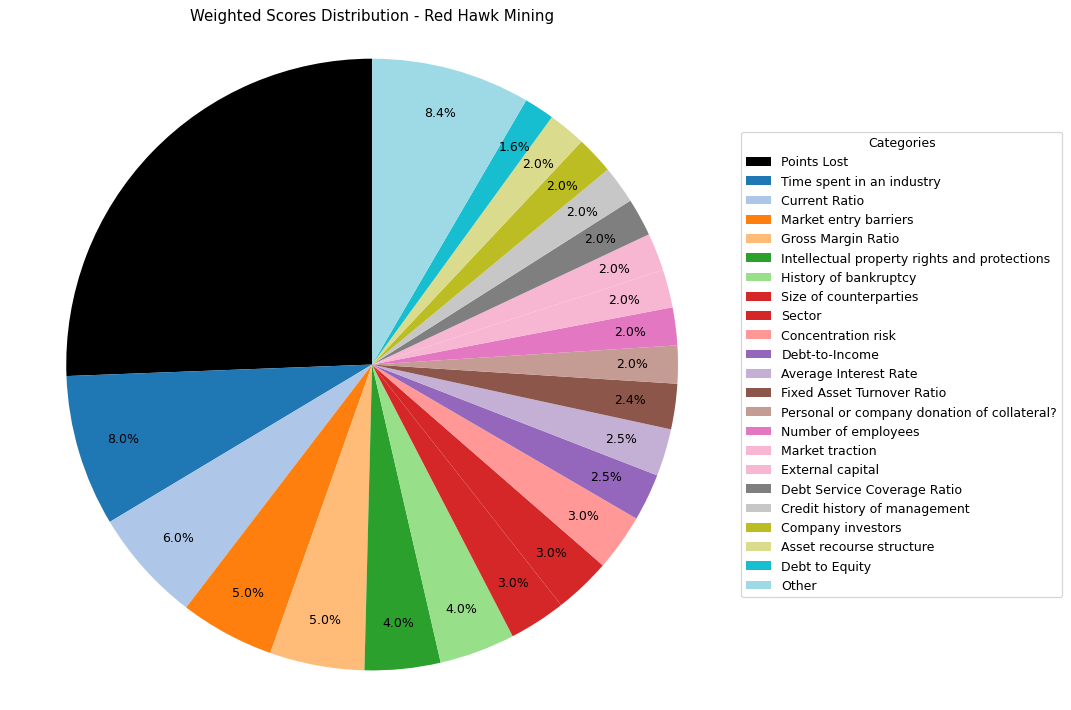 Weighted Scores Distribution - Red Hawk Mining
8.4%
1.6%
2.0%
2.0%
2.0%
2.0%
2.0%
2.0%
2.0%
2.0%
2.4%
2.5%
2.5%
3.0%
3.0%
3.0%
4.0%
4.0%
5.0%
5.0%
6.0%
8.0%
Categories
Points Lost
Time spent in an industry
Current Ratio
Market entry barriers
Gross Margin Ratio
Intellectual property rights and protections
History of bankruptcy
Size of counterparties
Sector
Concentration risk
Debt-to-Income
Average Interest Rate
Fixed Asset Turnover Ratio
Personal or company donation of collateral?
Number of employees
Market traction
External capital
Debt Service Coverage Ratio
Credit history of management
Company investors
Asset recourse structure
Debt to Equity
Other